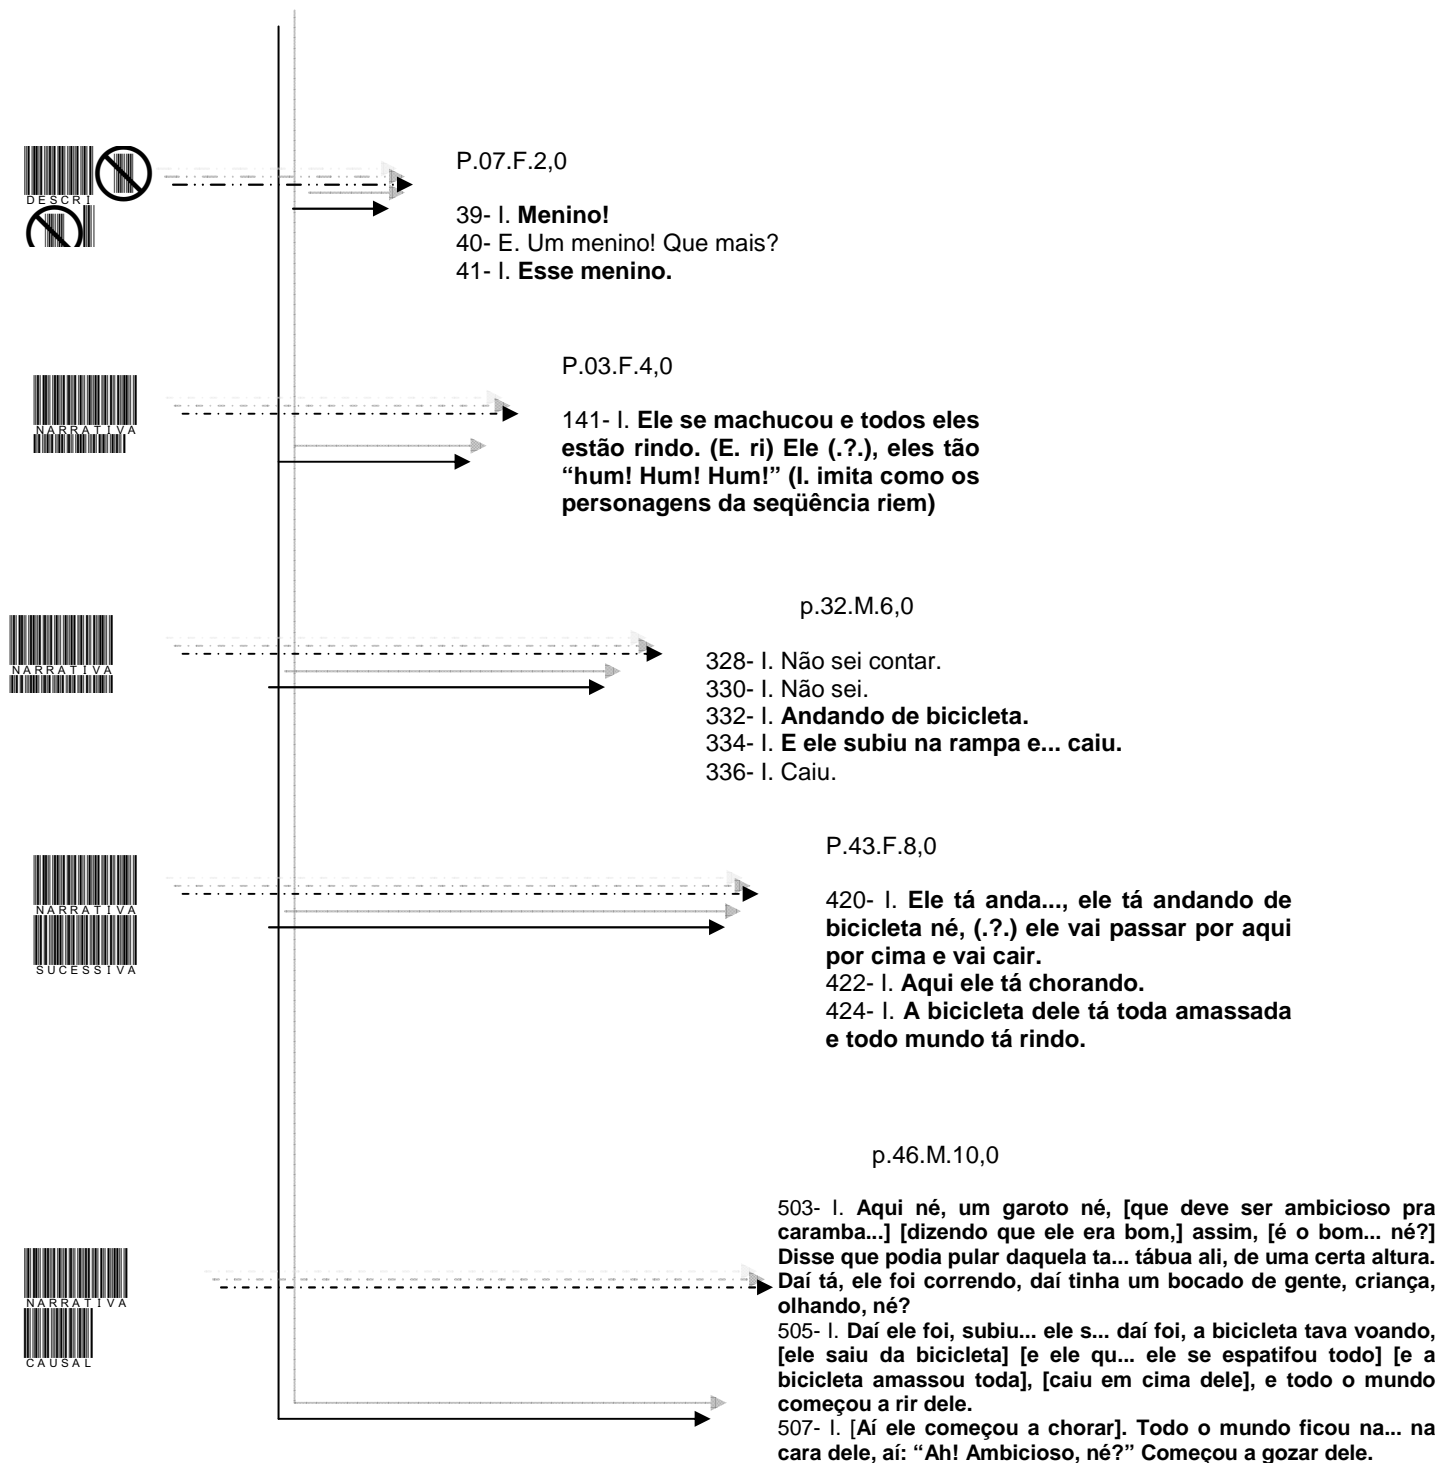 DESCRI
P.07.F.2,0
39- I. Menino!
40- E. Um menino! Que mais?
41- I. Esse menino.
NARRATIVA
P.03.F.4,0
141- I. Ele se machucou e todos eles
estão rindo. (E. ri) Ele (.?.), eles tão
“hum! Hum! Hum!” (I. imita como os
personagens da seqüência riem)
NARRATIVA
p.32.M.6,0
328- I. Não sei contar.
330- I. Não sei.
332- I. Andando de bicicleta.
334- I. E ele subiu na rampa e... caiu.
336- I. Caiu.
NARRATIVA
SUCESSIVA
P.43.F.8,0
420- I. Ele tá anda..., ele tá andando de
bicicleta né, (.?.) ele vai passar por aqui
por cima e vai cair.
422- I. Aqui ele tá chorando.
424- I. A bicicleta dele tá toda amassada
e todo mundo tá rindo.
NARRATIVA
CAUSAL
p.46.M.10,0
503- I. Aqui né, um garoto né, [que deve ser ambicioso pra
caramba...] [dizendo que ele era bom,] assim, [é o bom... né?]
Disse que podia pular daquela ta... tábua ali, de uma certa altura.
Daí tá, ele foi correndo, daí tinha um bocado de gente, criança,
olhando, né?
505- I. Daí ele foi, subiu... ele s... daí foi, a bicicleta tava voando,
[ele saiu da bicicleta] [e ele qu... ele se espatifou todo] [e a
bicicleta amassou toda], [caiu em cima dele], e todo o mundo
começou a rir dele.
507- I. [Aí ele começou a chorar]. Todo o mundo ficou na... na
cara dele, aí: “Ah! Ambicioso, né?” Começou a gozar dele.